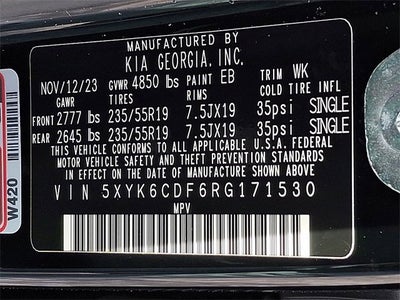 MANUFACTURED BY
KIA GEORGIA, INC.
NOV/12/23 GVWR 4850 lbs PAINT EB TRIM WK
GAWR TIRES RIMS COLD TIRE INFL
FRONT 2777 lbs 235/55R19 7.5JX19 35psi SINGLE
REAR 2645 lbs 235/55R19 7.5JX19 35psi SINGLE
THIS VEHICLE CONFORMS TO ALL APPLICABLE U.S.A. FEDERAL
MOTOR VEHICLE SAFETY, BUMPER, AND THEFT PREVENTION STANDARDS
IN EFFECT ON THE DATE OF MANUFACTURE SHOWN ABOVE
VIN 5XYK6CDF6RG171530
MPV
W420